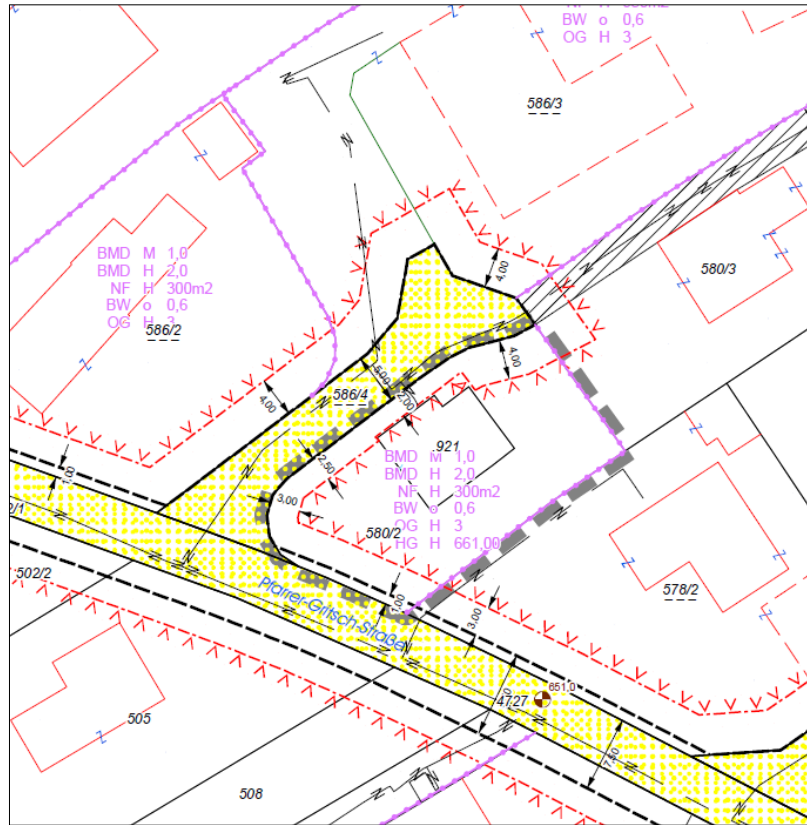 BW o 0,6
OG H 3
586/3
BMD M 1,0
BMD H 2,0
NF H 300m2
BW o 0,6
OG H 3
586/2
580/3
4,00
4,00
5,00
2,00
586/4
4,00
.921
BMD M 1,0
BMD H 2,0
NF H 300m2
BW o 0,6
OG H 3
HG H 661,00
580/2
2,50
3,00
1,00
2/1
502/2
Pfarrer-Gritsch-Straße
3,00
578/2
651,0
4727
7,50
505
508